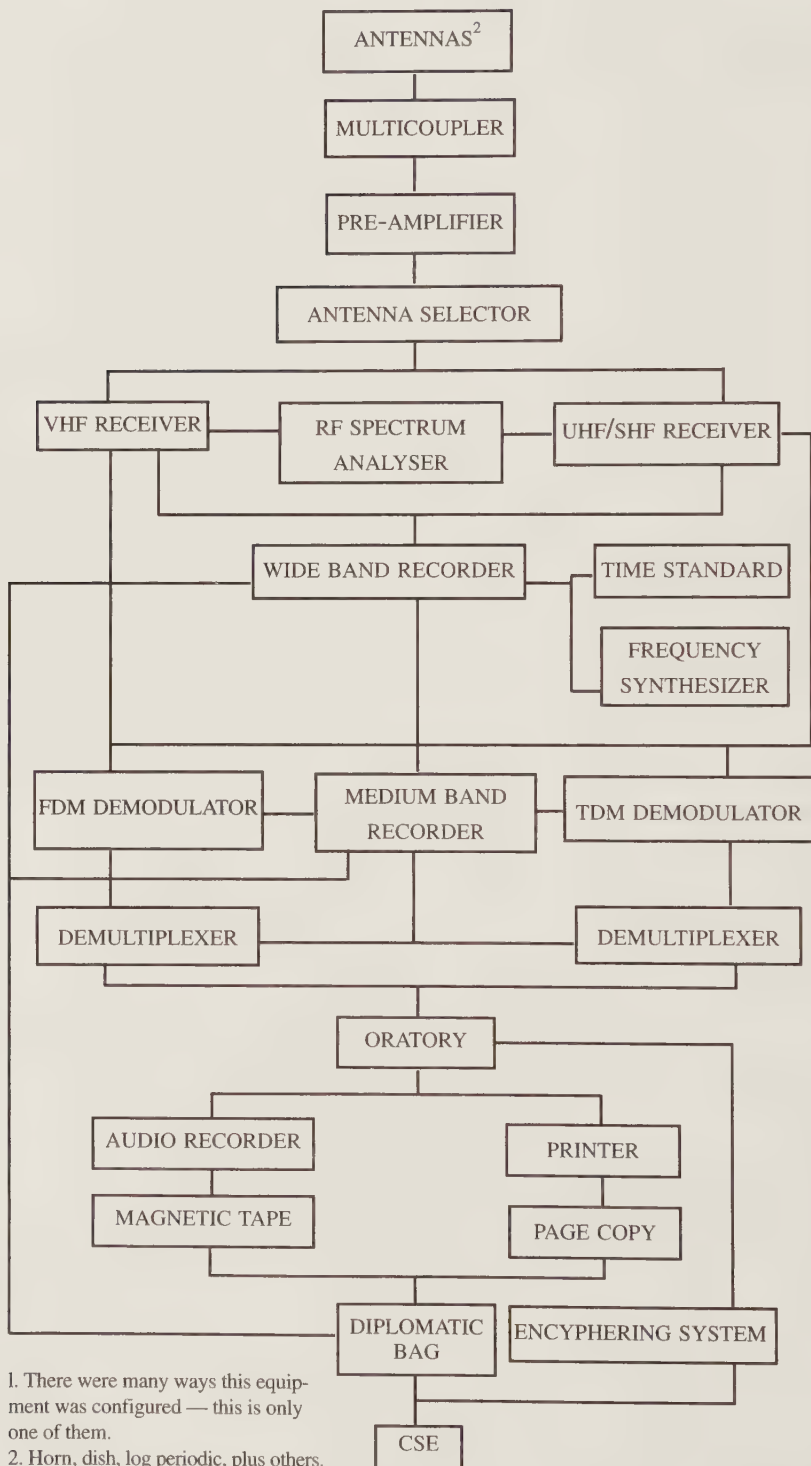 ANTENNAS²
MULTICOUPLER
PRE-AMPLIFIER
ANTENNA SELECTOR
VHF RECEIVER
RF SPECTRUM
ANALYSER
UHF/SHF RECEIVER
WIDE BAND RECORDER
TIME STANDARD
FREQUENCY
SYNTHESIZER
FDM DEMODULATOR
MEDIUM BAND
RECORDER
TDM DEMODULATOR
DEMULTIPLEXER
DEMULTIPLEXER
ORATORY
AUDIO RECORDER
PRINTER
MAGNETIC TAPE
PAGE COPY
DIPLOMATIC
BAG
ENCYPHERING SYSTEM
CSE
1. There were many ways this equip-
ment was configured — this is only
one of them.
2. Horn, dish, log periodic, plus others.